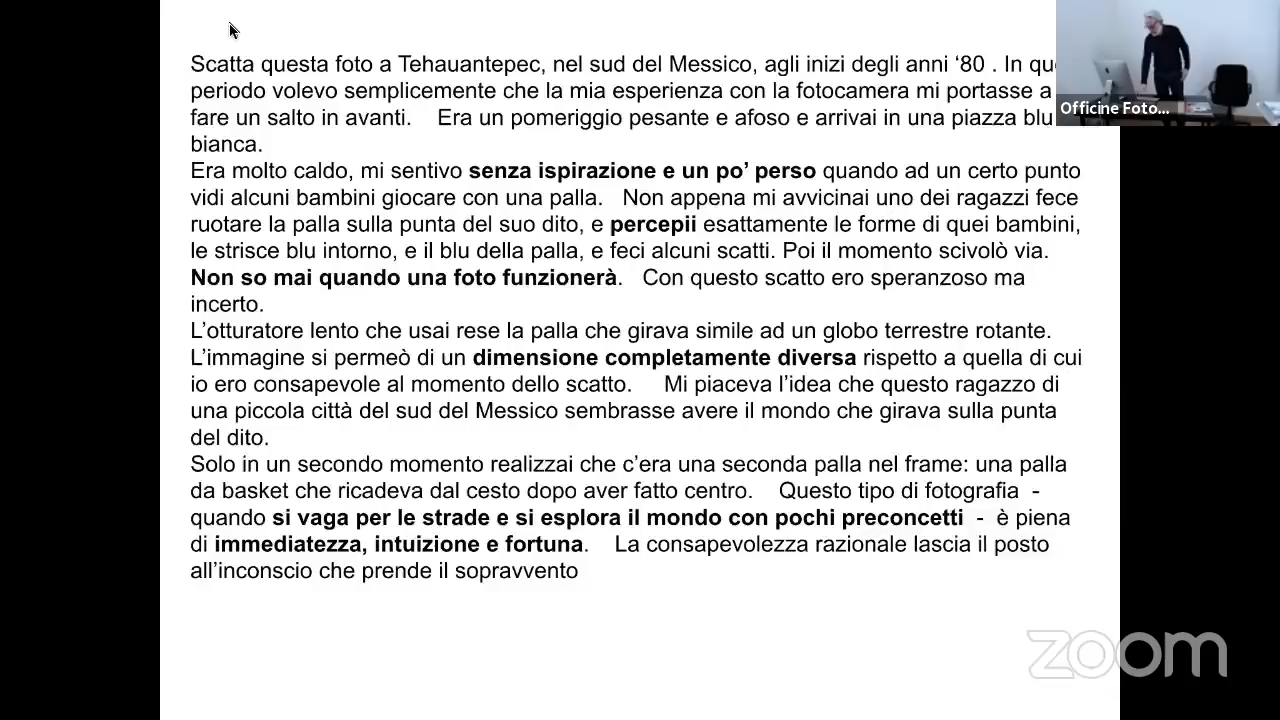 Scatta questa foto a Tehauantepec, nel sud del Messico, agli inizi degli anni ‘80 . In
periodo volevo semplicemente che la mia esperienza con la fotocamera mi portasse a
fare un salto in avanti. Era un pomeriggio pesante e afoso e arrivai in una piazza blu
bianca.
Era molto caldo, mi sentivo senza ispirazione e un po’ perso quando ad un certo punto
vidi alcuni bambini giocare con una palla. Non appena mi avvicinai uno dei ragazzi fece
ruotare la palla sulla punta del suo dito, e percepii esattamente le forme di quei bambini,
le strisce blu intorno, e il blu della palla, e feci alcuni scatti. Poi il momento scivolò via.
Non so mai quando una foto funzionerà. Con questo scatto ero speranzoso ma
incerto.
L’otturatore lento che usai rese la palla che girava simile ad un globo terrestre rotante.
L’immagine si permeò di un dimensione completamente diversa rispetto a quella di cui
io ero consapevole al momento dello scatto. Mi piaceva l’idea che questo ragazzo di
una piccola città del sud del Messico sembrasse avere il mondo che girava sulla punta
del dito.
Solo in un secondo momento realizzai che c’era una seconda palla nel frame: una palla
da basket che ricadeva dal cesto dopo aver fatto centro. Questo tipo di fotografia -
quando si vaga per le strade e si esplora il mondo con pochi preconcetti - è piena
di immediatezza, intuizione e fortuna. La consapevolezza razionale lascia il posto
all’inconscio che prende il sopravvento
Officine Foto...
zoom